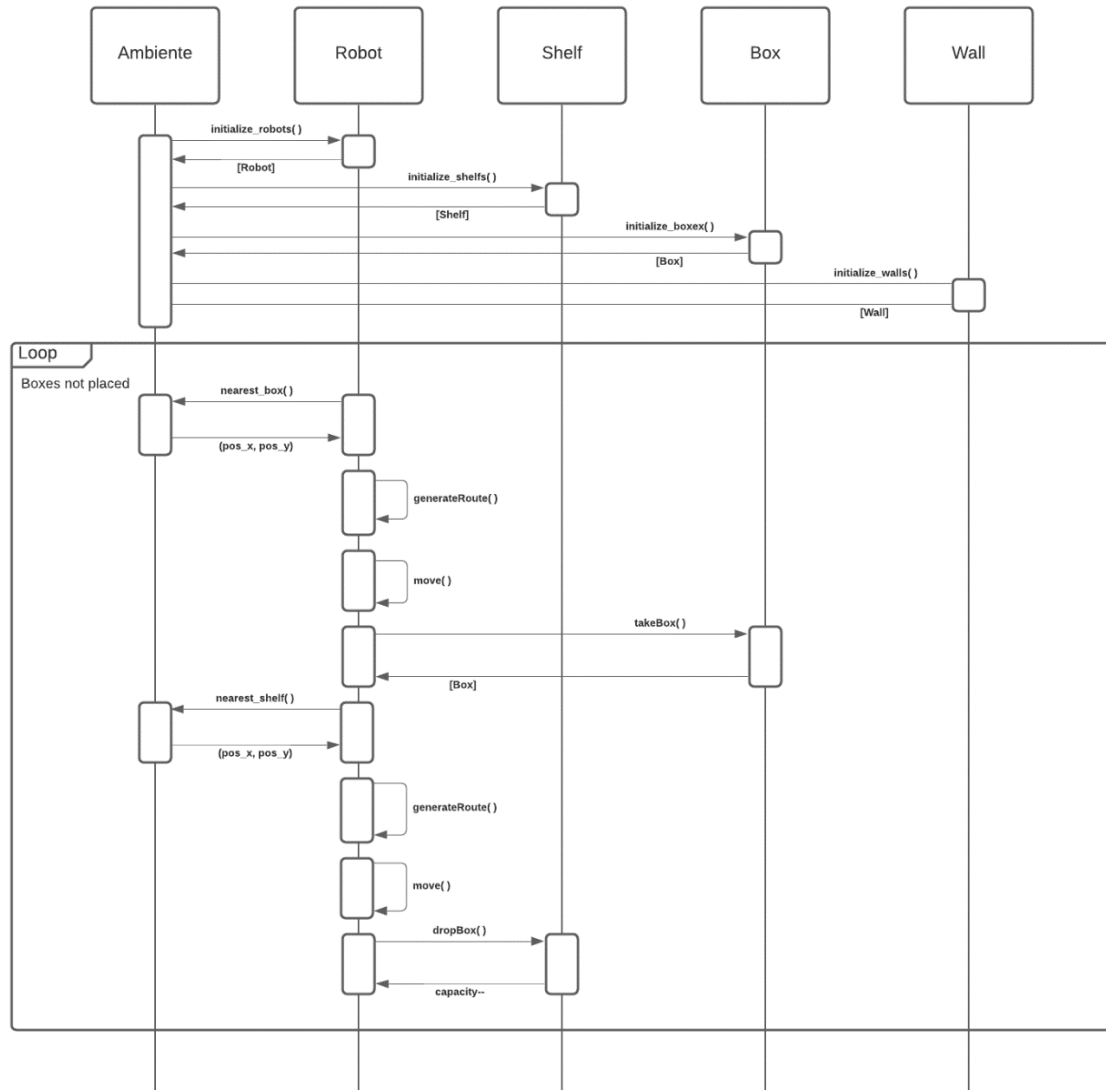 Ambiente
Robot
Shelf
Box
Wall
initialize_robots( )
[Robot]
initialize_shelfs( )
[Shelf]
initialize_boxex( )
[Box]
initialize_walls( )
[Wall]
Loop
Boxes not placed
nearest_box( )
(pos_x, pos_y)
generateRoute( )
move( )
takeBox( )
[Box]
nearest_shelf( )
(pos_x, pos_y)
generateRoute( )
move( )
dropBox( )
capacity--